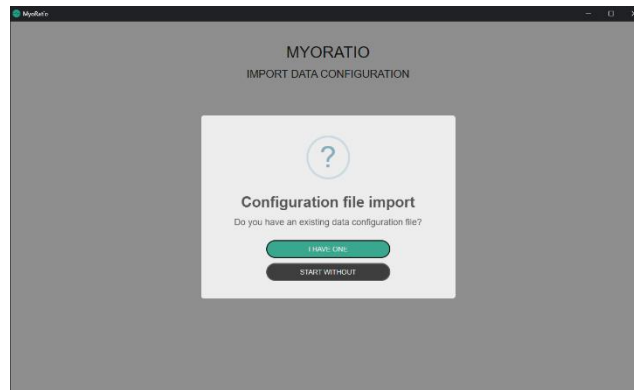 MyoRatio
MYORATIO
IMPORT DATA CONFIGURATION
?
Configuration file import
Do you have an existing data configuration file?
I HAVE ONE
START WITHOUT